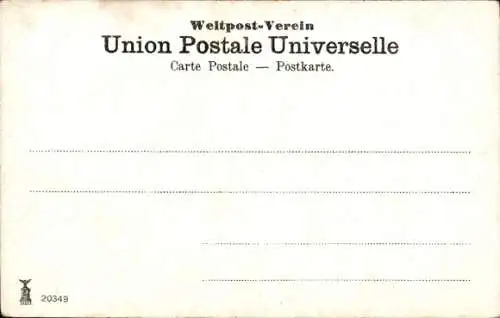 Weltpost-Verein
Union Postale Universelle
Carte Postale — Postkarte.
20349